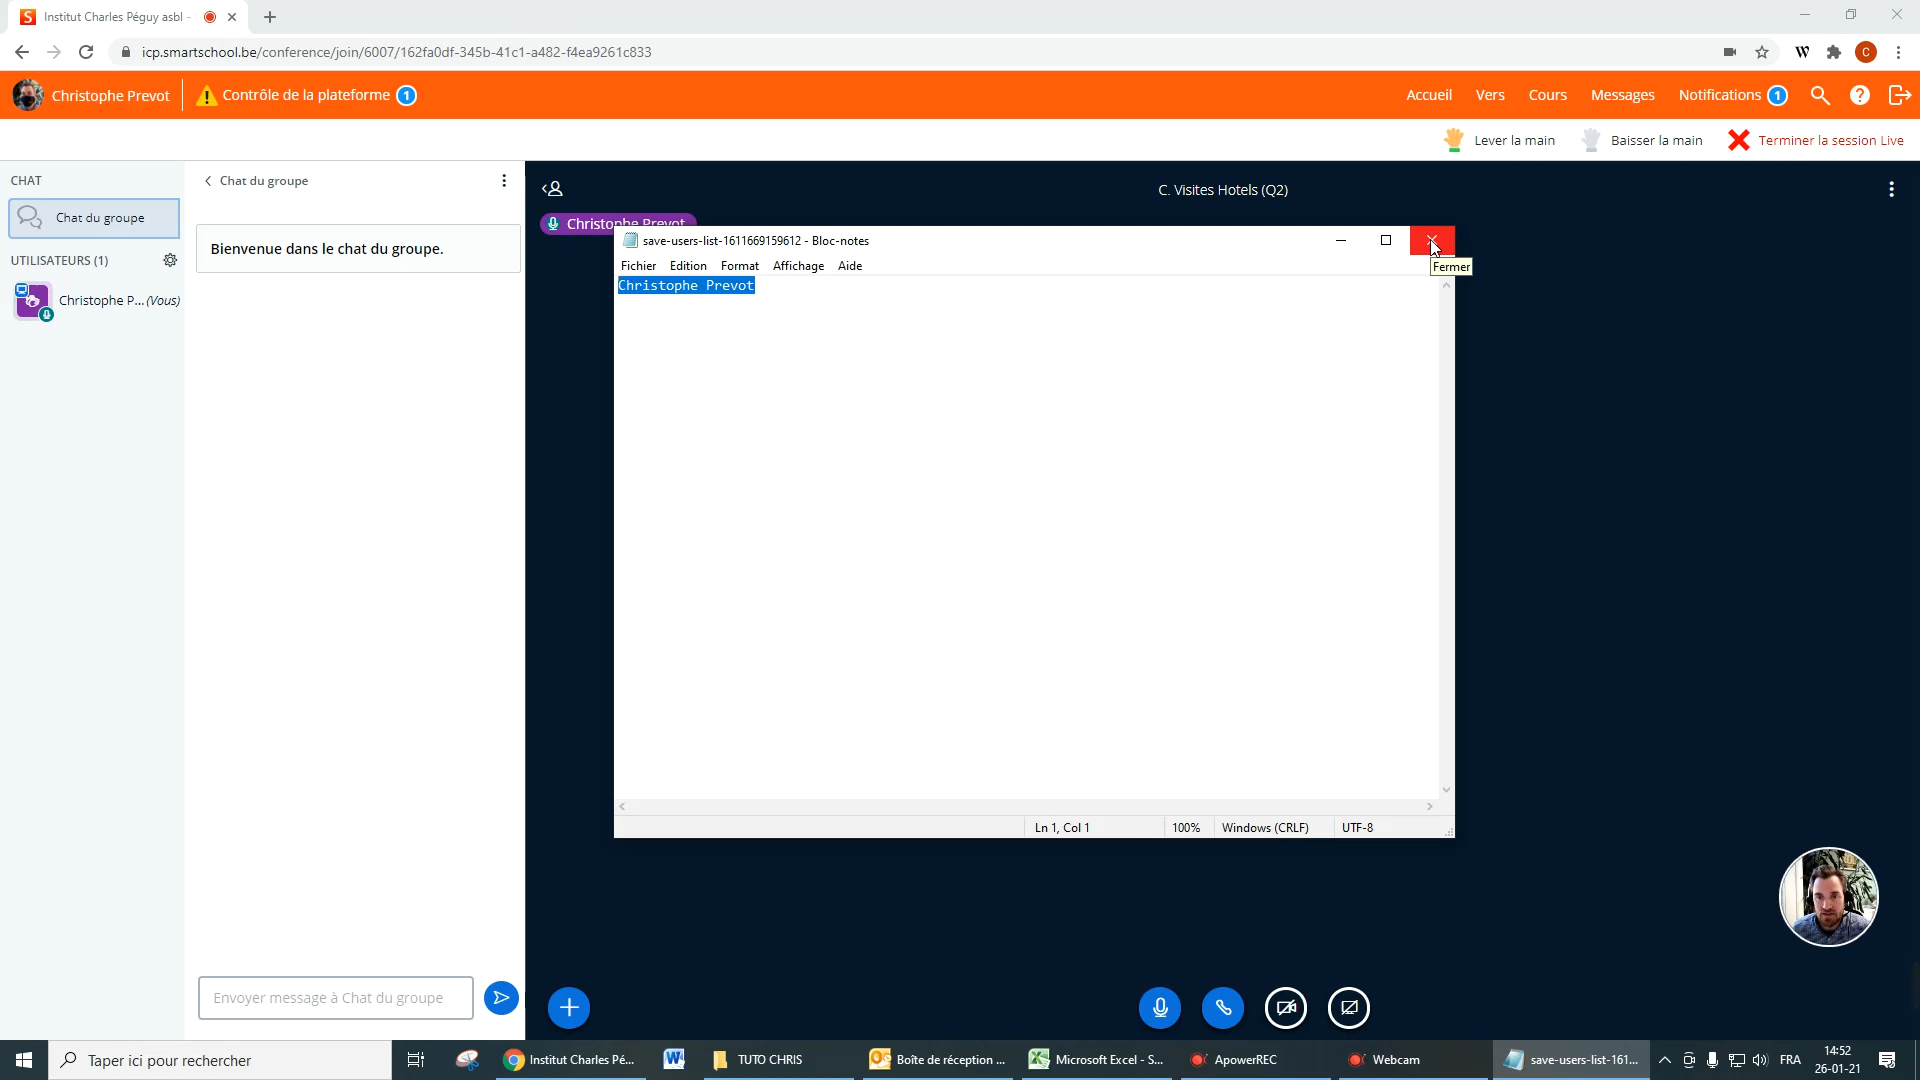 Institut Charles Péguy asbl -
icp.smartschool.be/conference/join/6007/162fa0df-345b-41c1-a482-f4ea9261c833
W
C
Christophe Prevot
Contrôle de la plateforme 1
Accueil
Vers
Cours
Messages
Notifications 1
Lever la main
Baisser la main
Terminer la session Live
CHAT
Chat du groupe
UTILISATEURS (1)
Christophe P... (Vous)
Chat du groupe
Bienvenue dans le chat du groupe.
Envoyer message à Chat du groupe
C. Visites Hotels (Q2)
Christophe Prevot
save-users-list-1611669159612 - Bloc-notes
Fermer
Fichier Edition Format Affichage Aide
Christophe Prevot
Ln 1, Col 1
100%
Windows (CRLF)
UTF-8
Taper ici pour rechercher
Institut Charles Pé...
TUTO CHRIS
Boîte de réception ...
Microsoft Excel - S...
ApowerREC
Webcam
save-users-list-161...
FRA
14:52
26-01-21